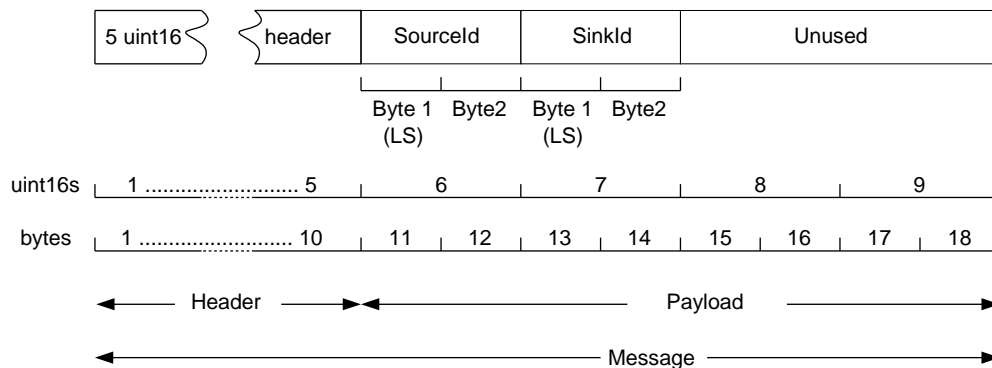 5 uint16 header SourceId SinkId Unused
Byte 1 Byte2 Byte 1 Byte2
(LS) (LS)
uint16s 1 .......................... 5 6 7 8 9
bytes 1 .......................... 10 11 12 13 14 15 16 17 18
Header Payload
Message